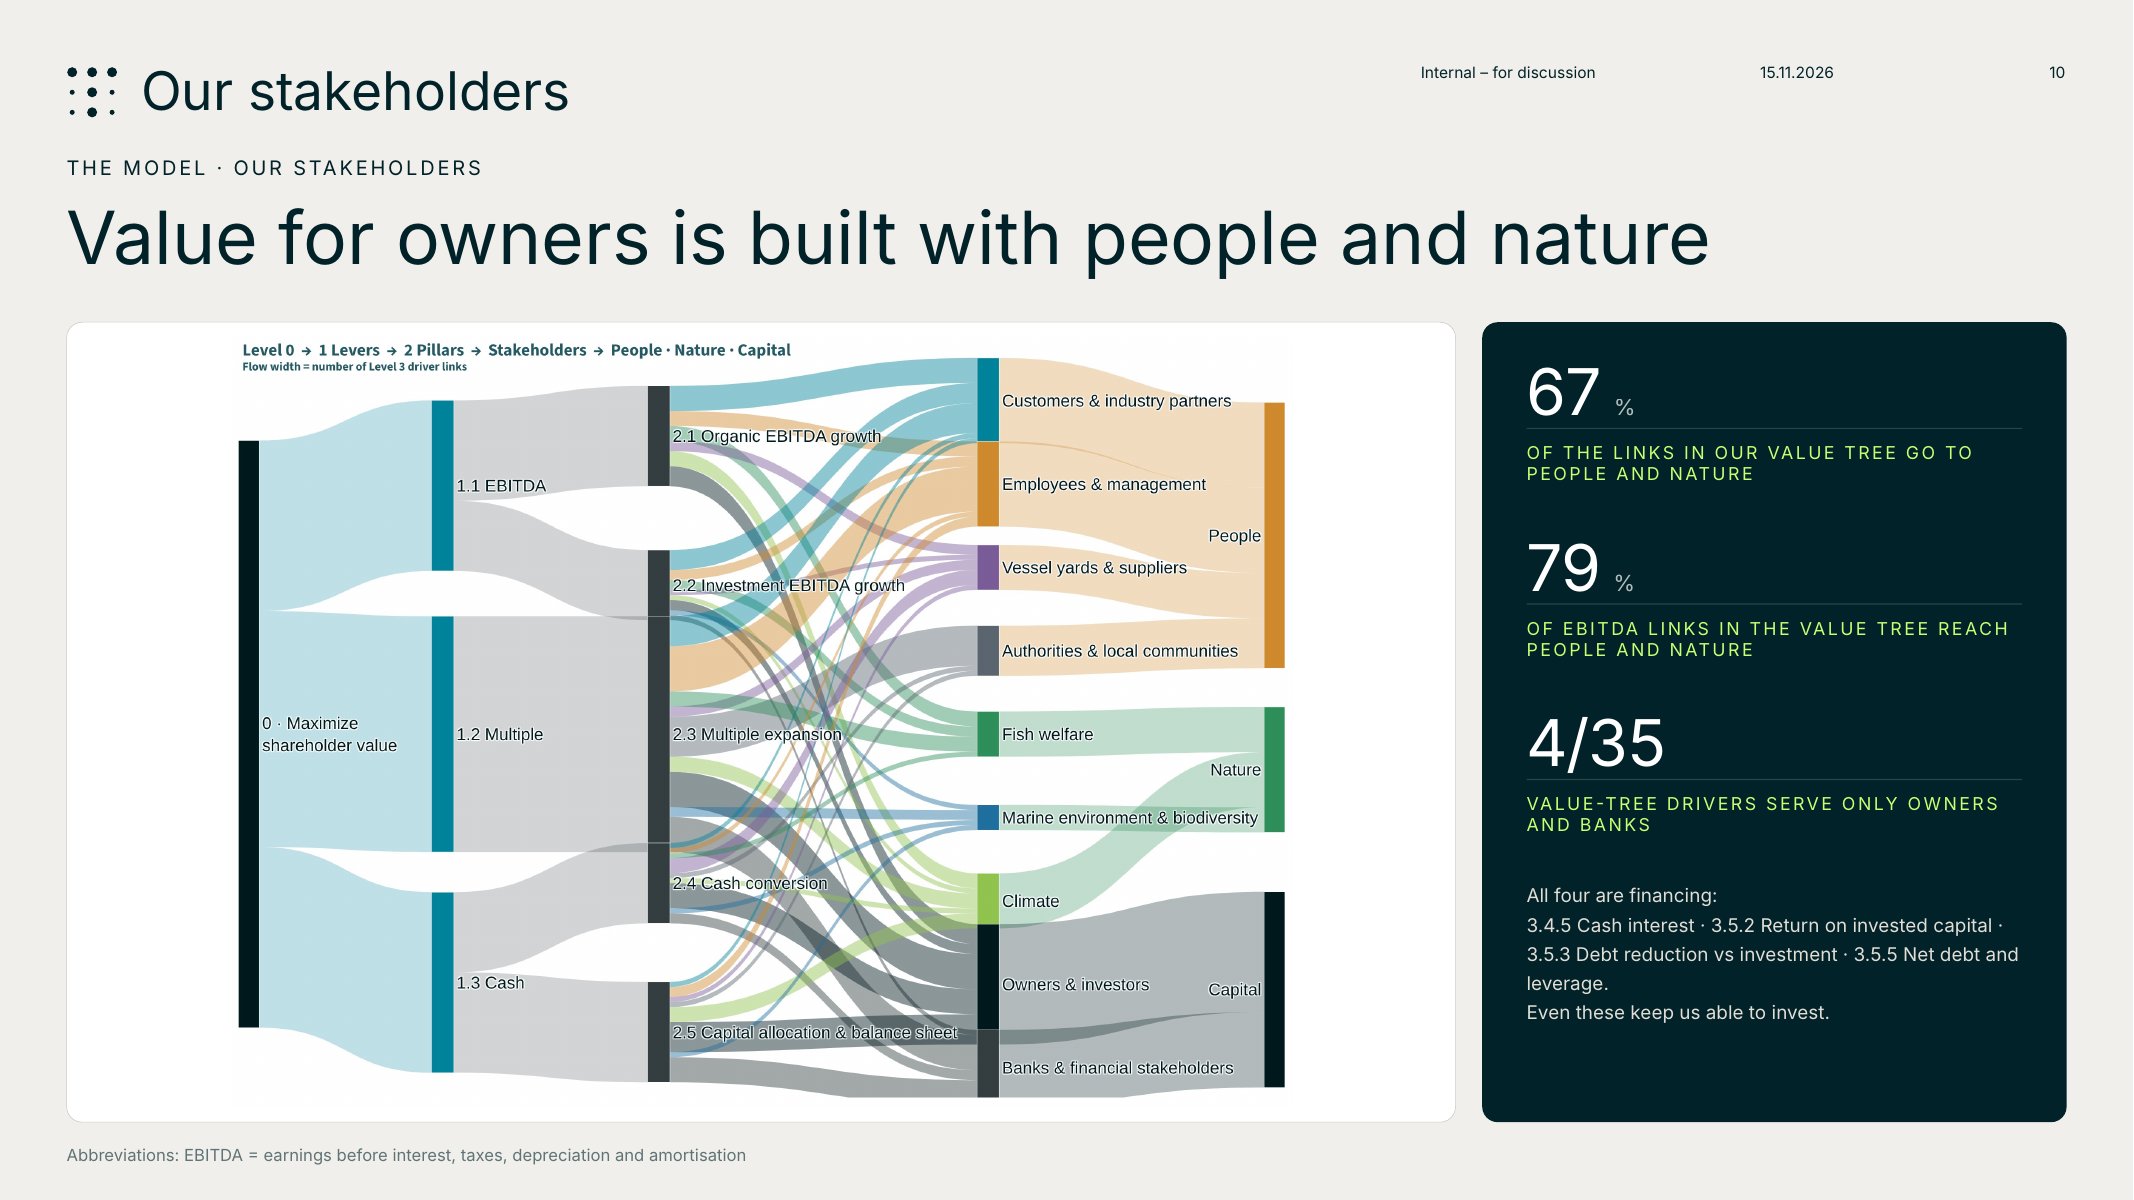 Our stakeholders
Internal – for discussion
15.11.2026
10
THE MODEL · OUR STAKEHOLDERS
Value for owners is built with people and nature
Level 0 → 1 Levers → 2 Pillars → Stakeholders → People · Nature · Capital
Flow width = number of Level 3 driver links
0 · Maximize
shareholder value
1.1 EBITDA
1.2 Multiple
1.3 Cash
2.1 Organic EBITDA growth
2.2 Investment EBITDA growth
2.3 Multiple expansion
2.4 Cash conversion
2.5 Capital allocation & balance sheet
Customers & industry partners
Employees & management
Vessel yards & suppliers
Authorities & local communities
Fish welfare
Marine environment & biodiversity
Climate
Owners & investors
Banks & financial stakeholders
People
Nature
Capital
67 %
OF THE LINKS IN OUR VALUE TREE GO TO
PEOPLE AND NATURE
79 %
OF EBITDA LINKS IN THE VALUE TREE REACH
PEOPLE AND NATURE
4/35
VALUE-TREE DRIVERS SERVE ONLY OWNERS
AND BANKS
All four are financing:
3.4.5 Cash interest · 3.5.2 Return on invested capital ·
3.5.3 Debt reduction vs investment · 3.5.5 Net debt and
leverage.
Even these keep us able to invest.
Abbreviations: EBITDA = earnings before interest, taxes, depreciation and amortisation